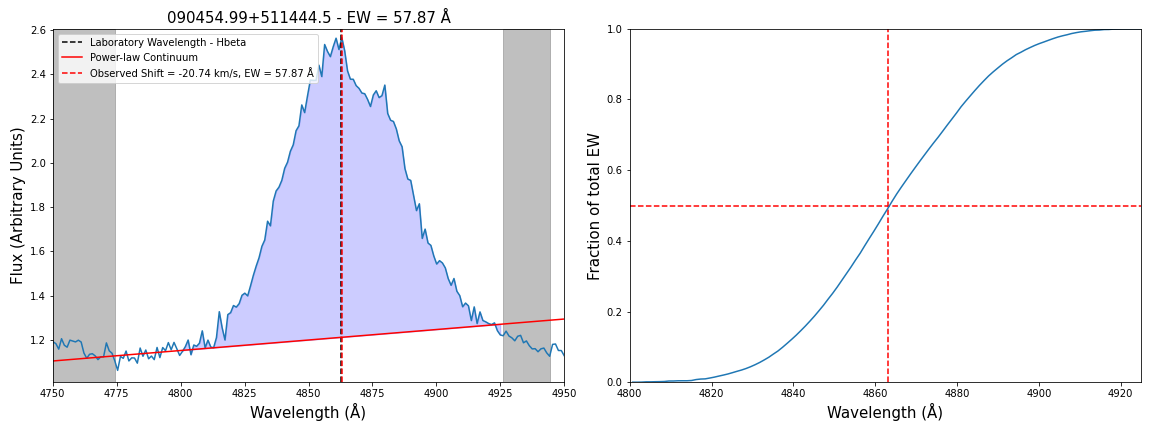 090454.99+511444.5 - EW = 57.87 Å
Laboratory Wavelength - Hbeta
Power-law Continuum
Observed Shift = -20.74 km/s, EW = 57.87 Å
Flux (Arbitrary Units)
2.6
2.4
2.2
2.0
1.8
1.6
1.4
1.2
4750 4775 4800 4825 4850 4875 4900 4925 4950
Wavelength (Å)
Fraction of total EW
1.0
0.8
0.6
0.4
0.2
0.0
4800 4820 4840 4860 4880 4900 4920
Wavelength (Å)